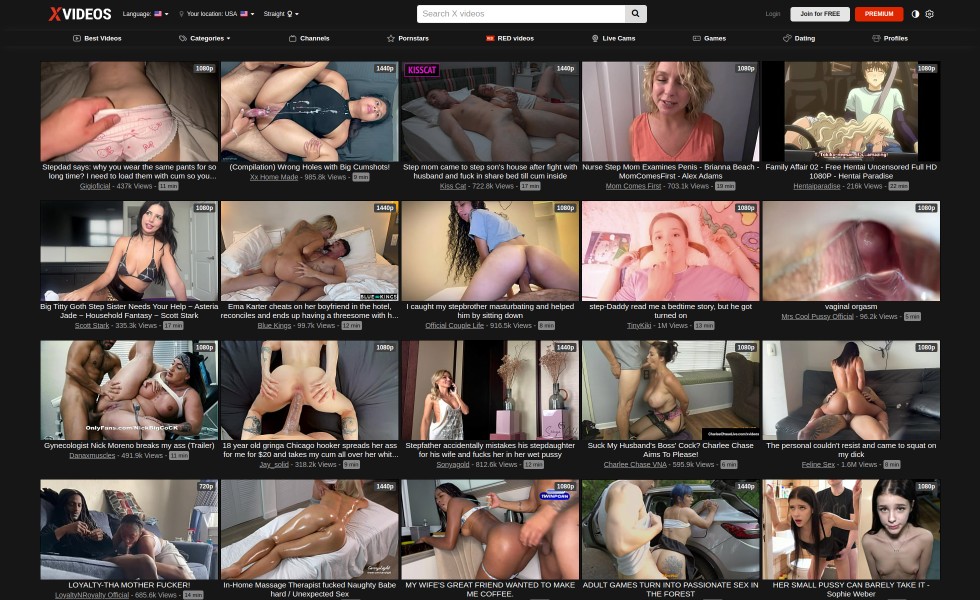 XVIDEOS
Language:
Your location: USA
Straight
Search X videos
Login
Join for FREE
PREMIUM
Best Videos
Categories
Channels
Pornstars
RED videos
Live Cams
Games
Dating
Profiles
1080p
1440p
KISSCAT
1440p
1080p
1080p
Stepdad says: why you wear the same pants for so
long time? I need to load them with cum so you...
Gigioficial - 437k Views - 11 min
(Compilation) Wrong Holes with Big Cumshots!
Xx Home Made - 985.8k Views - 9 min
Step mom came to step son's house after fight with
husband and fuck in share bed till cum inside
Kiss Cat - 722.8k Views - 17 min
Nurse Step Mom Examines Penis - Brianna Beach -
MomComesFirst - Alex Adams
Mom Comes First - 703.1k Views - 19 min
Family Affair 02 - Free Hentai Uncensored Full HD
1080P - Hentai Paradise
Hentaiparadise - 216k Views - 22 min
1080p
1440p
BLUE KINGS
1080p
1080p
1080p
Big Titty Goth Step Sister Needs Your Help ~ Asteria
Jade ~ Household Fantasy ~ Scott Stark
Scott Stark - 335.3k Views - 17 min
Ema Karter cheats on her boyfriend in the hotel,
reconciles and ends up having a threesome with h...
Blue Kings - 99.7k Views - 12 min
I caught my stepbrother masturbating and helped
him by sitting down
Official Couple Life - 916.5k Views - 8 min
step-Daddy read me a bedtime story, but he got
turned on
TinyKiki - 1M Views - 13 min
vaginal orgasm
Mrs Cool Pussy Official - 96.2k Views - 5 min
1080p
OnlyFans.com/NickBigCoCK
1080p
1440p
1080p
CharleeChaseLive.com/videos
1080p
Gynecologist Nick Moreno breaks my ass (Trailer)
Danaxmuscles - 491.9k Views - 11 min
18 year old gringa Chicago hooker spreads her ass
for me for $20 and takes my cum all over her whit...
Jay_solid - 318.2k Views - 9 min
Stepfather accidentally mistakes his stepdaughter
for his wife and fucks her in her wet pussy
Sonyagold - 812.6k Views - 12 min
Suck My Husband's Boss' Cock? Charlee Chase
Aims To Please!
Charlee Chase VNA - 595.9k Views - 6 min
The personal couldn't resist and came to squat on
my dick
Feline Sex - 1.6M Views - 8 min
720p
1440p
1080p
TWINPORN
1440p
1080p
LOYALTY-THA MOTHER FUCKER!
LoyaltyNRoyalty Official - 685.6k Views - 14 min
In-Home Massage Therapist fucked Naughty Babe
hard / Unexpected Sex
MY WIFE'S GREAT FRIEND WANTED TO MAKE
ME COFFEE.
ADULT GAMES TURN INTO PASSIONATE SEX IN
THE FOREST
HER SMALL PUSSY CAN BARELY TAKE IT -
Sophie Weber